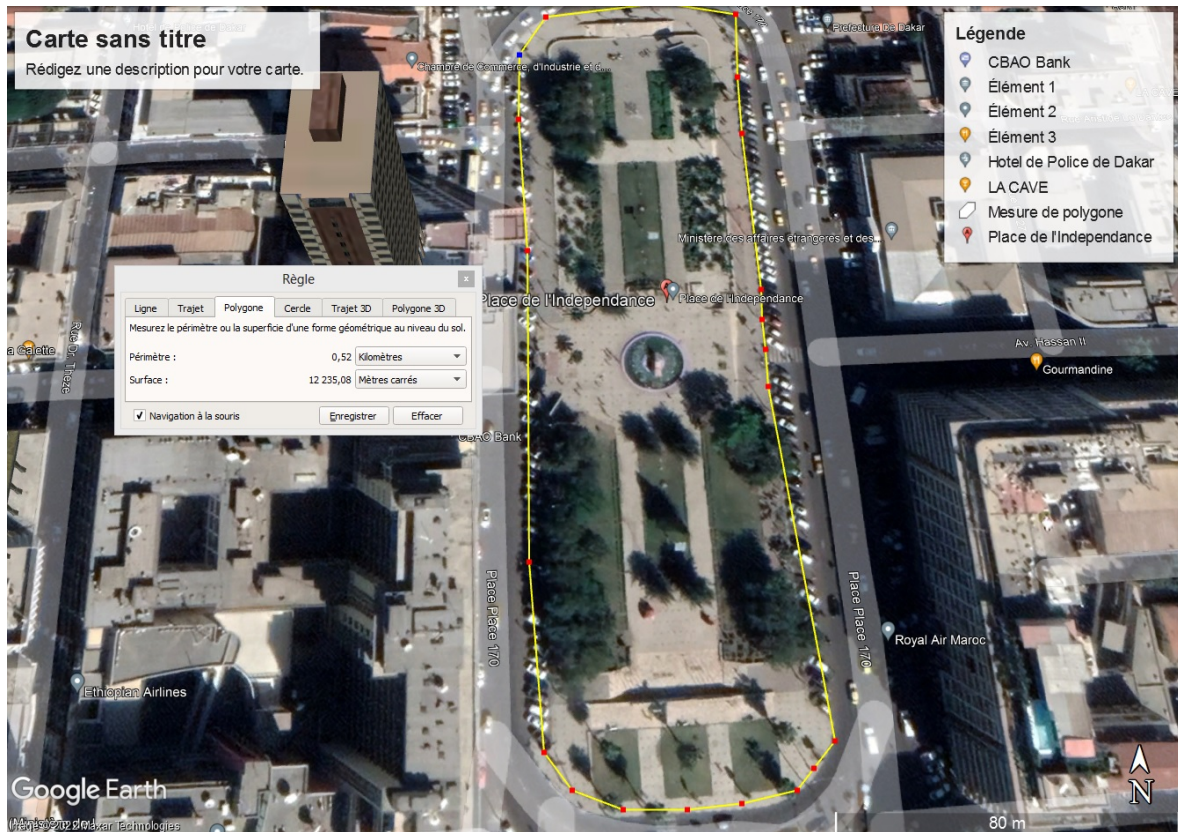 Carte sans titre
Rédigez une description pour votre carte.
Préfecture de Dakar
Chambre de Commerce, d'Industrie et d...
Légende
CBAO Bank
Élément 1
Élément 2
Élément 3
Hotel de Police de Dakar
LA CAVE
Mesure de polygone
Place de l'Independance
Ministère des affaires étrangères et des...
Règle
x
Ligne
Trajet
Polygone
Cercle
Trajet 3D
Polygone 3D
Mesurez le périmètre ou la superficie d'une forme géométrique au niveau du sol.
Périmètre :
0,52
Kilomètres
Surface :
12 235,08
Mètres carrés
Navigation à la souris
Enregistrer
Effacer
Place de l'Independance
Place de l'Indépendance
Av. Hassan II
Gourmandine
a Galette
Rue Dr. Theze
CBAO Bank
Place Place 170
Place Place 170
Royal Air Maroc
Ethiopian Airlines
Google Earth
N
80 m